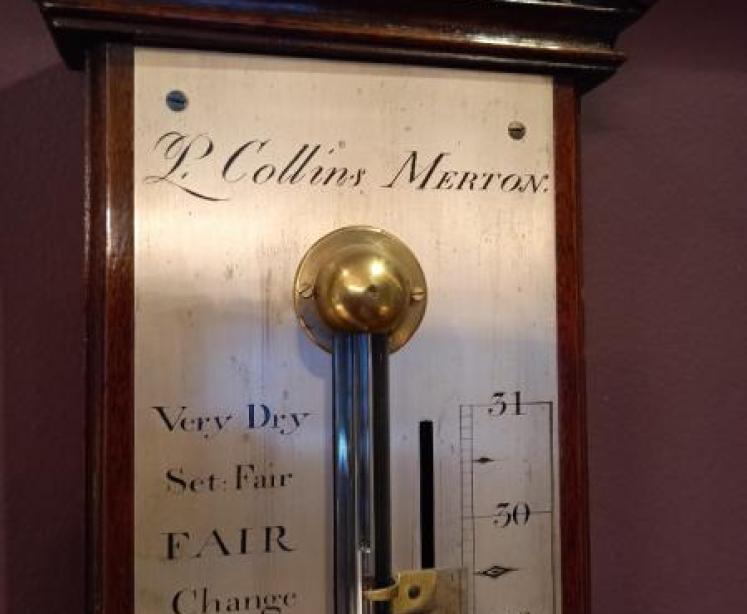 P. Collins MERTON.
Very Dry
31
Set: Fair
30
FAIR
Change